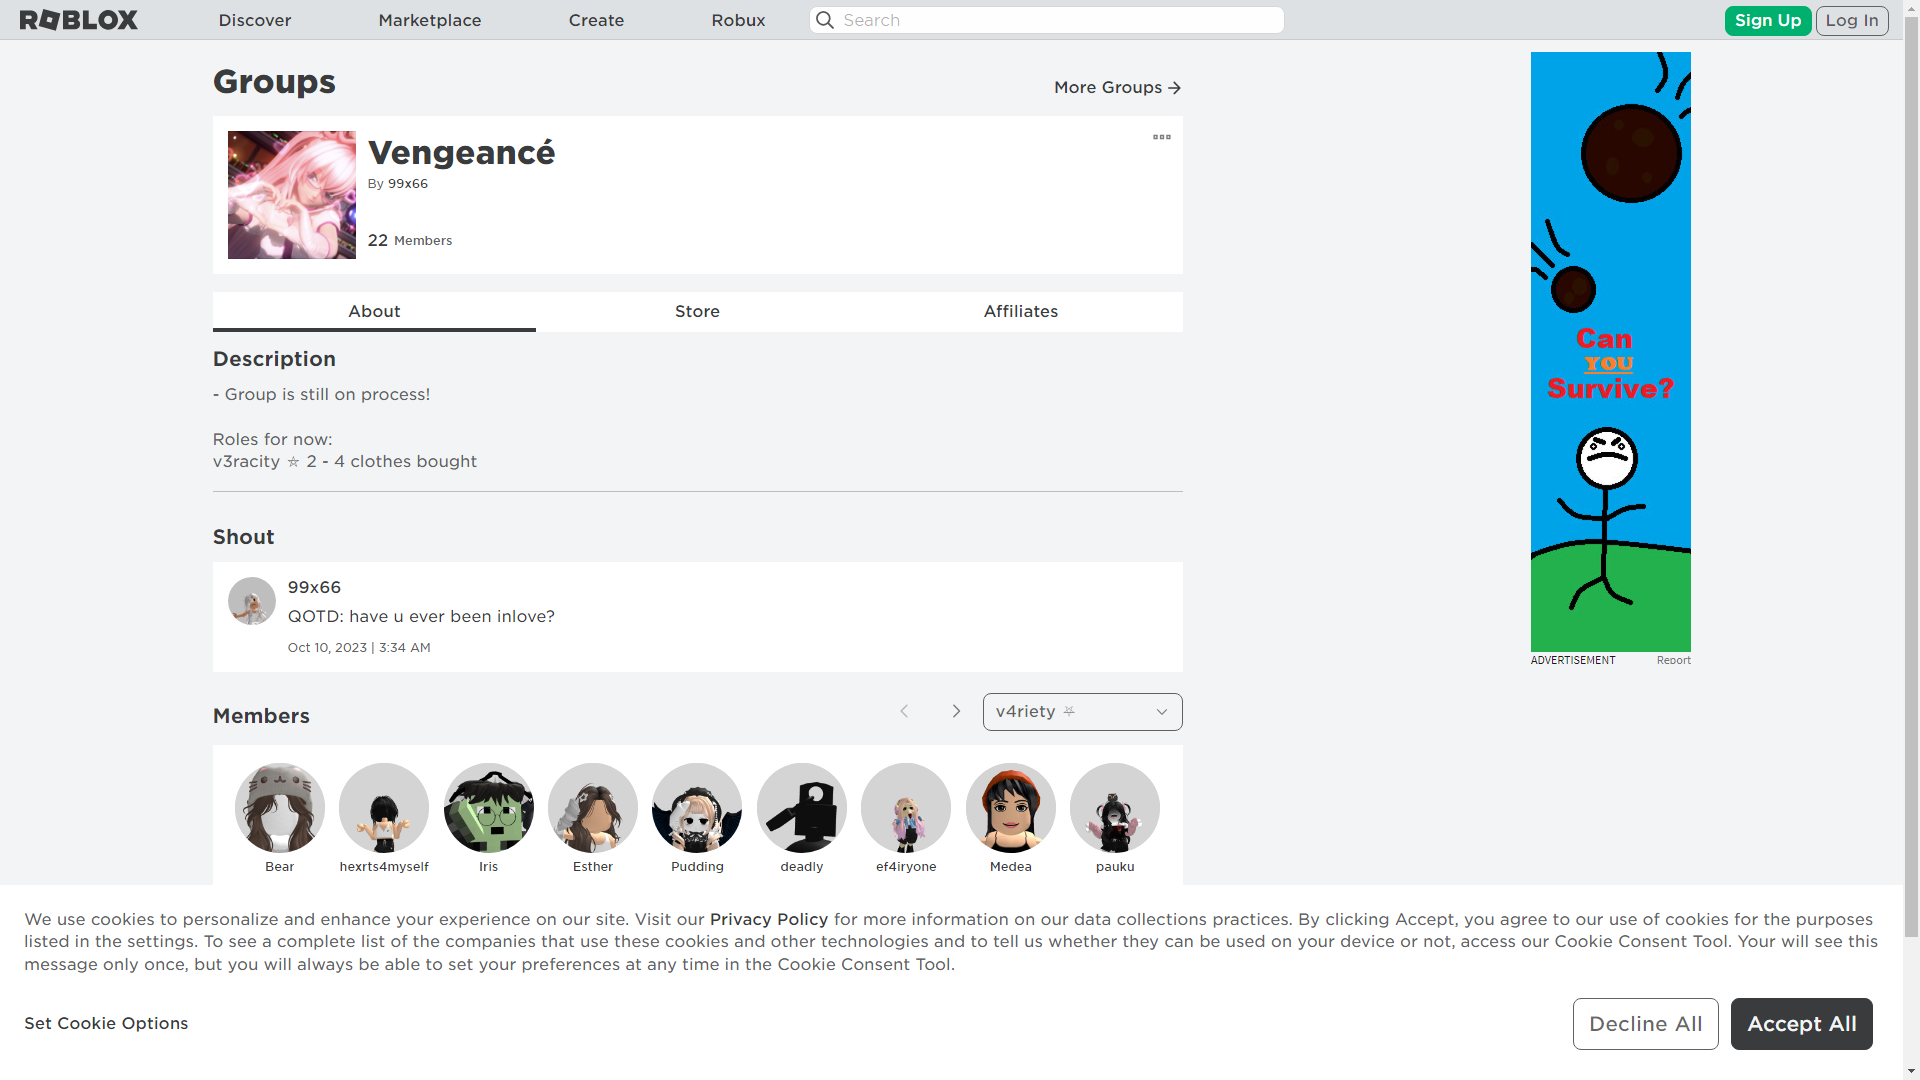 ROBLOX
Discover
Marketplace
Create
Robux
Search
Sign Up
Log In
Groups
More Groups
Vengeancé
By 99x66
22 Members
About
Store
Affiliates
Description
- Group is still on process!
Roles for now:
v3racity ⛤ 2 - 4 clothes bought
Shout
99x66
QOTD: have u ever been inlove?
Oct 10, 2023 | 3:34 AM
Members
v4riety ⛧
Bear
hexrts4myself
Iris
Esther
Pudding
deadly
ef4iryone
Medea
pauku
Can
YOU
Survive?
ADVERTISEMENT
Report
We use cookies to personalize and enhance your experience on our site. Visit our Privacy Policy for more information on our data collections practices. By clicking Accept, you agree to our use of cookies for the purposes
listed in the settings. To see a complete list of the companies that use these cookies and other technologies and to tell us whether they can be used on your device or not, access our Cookie Consent Tool. Your will see this
message only once, but you will always be able to set your preferences at any time in the Cookie Consent Tool.
Set Cookie Options
Decline All
Accept All